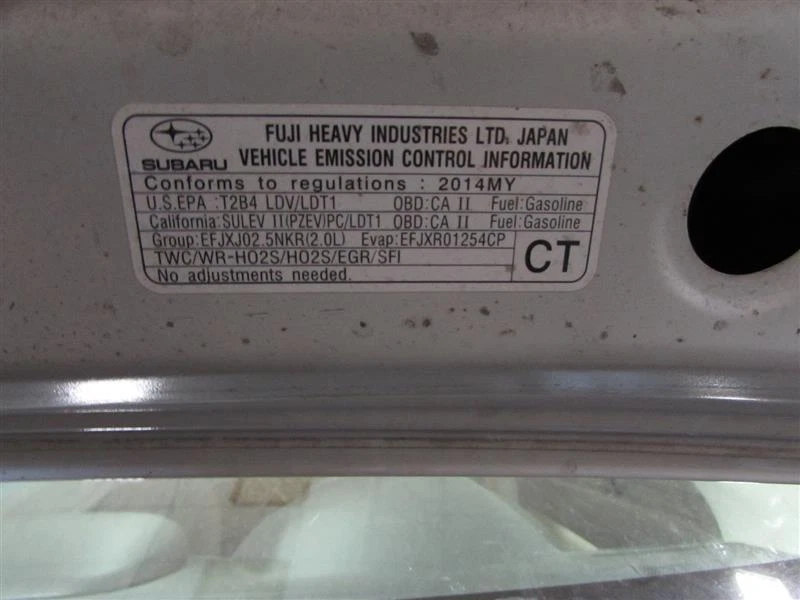 SUBARU
FUJI HEAVY INDUSTRIES LTD. JAPAN
VEHICLE EMISSION CONTROL INFORMATION
Conforms to regulations : 2014MY
U.S.EPA :T2B4 LDV/LDT1 OBD:CA II Fuel:Gasoline
California:SULEV II(PZEV)PC/LDT1 OBD:CA II Fuel:Gasoline
Group:EFJXJ02.5NKR(2.0L) Evap:EFJXR01254CP
TWC/WR-HO2S/HO2S/EGR/SFI
No adjustments needed.
CT